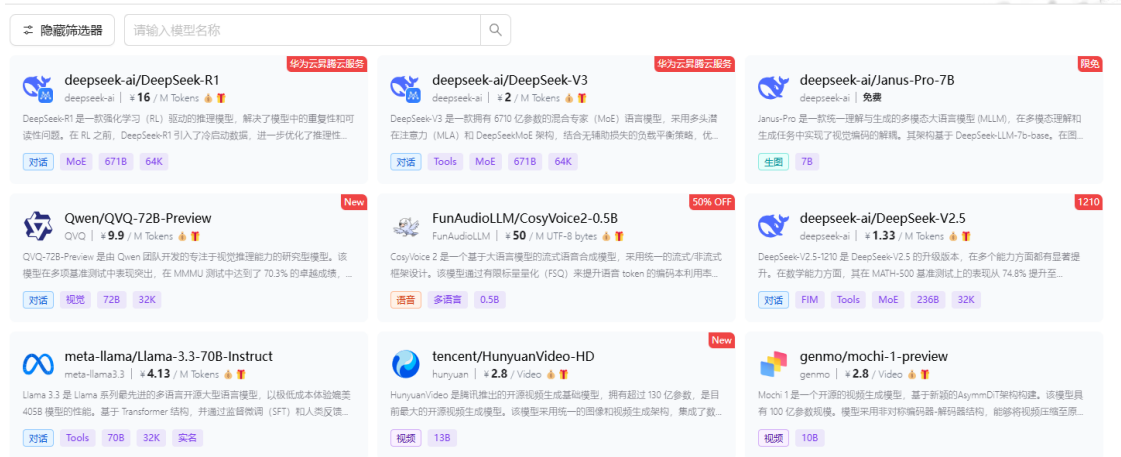 隐藏筛选器
请输入模型名称
华为云昇腾云服务
deepseek-ai/DeepSeek-R1
deepseek-ai | ¥ 16 / M Tokens
DeepSeek-R1 是一款强化学习（RL）驱动的推理模型，解决了模型中的重复性和可
读性问题。在 RL 之前，DeepSeek-R1 引入了冷启动数据，进一步优化了推理性...
对话 MoE 671B 64K
华为云昇腾云服务
deepseek-ai/DeepSeek-V3
deepseek-ai | ¥ 2 / M Tokens
DeepSeek-V3 是一款拥有 6710 亿参数的混合专家（MoE）语言模型，采用多头潜
在注意力（MLA）和 DeepSeekMoE 架构，结合无辅助损失的负载平衡策略，优...
对话 Tools MoE 671B 64K
限免
deepseek-ai/Janus-Pro-7B
deepseek-ai | 免费
Janus-Pro 是一款统一理解与生成的多模态大语言模型 (MLLM)，在多模态理解和
生成任务中实现了视觉编码的解耦。其架构基于 DeepSeek-LLM-7b-base。在图...
生图 7B
New
Qwen/QVQ-72B-Preview
QVQ | ¥ 9.9 / M Tokens
QVQ-72B-Preview 是由 Qwen 团队开发的专注于视觉推理能力的研究型模型。该
模型在多项基准测试中表现突出，在 MMMU 测试中达到了 70.3% 的卓越成绩，...
对话 视觉 72B 32K
50% OFF
FunAudioLLM/CosyVoice2-0.5B
FunAudioLLM | ¥ 50 / M UTF-8 bytes
CosyVoice 2 是一个基于大语言模型的流式语音合成模型，采用统一的流式/非流式
框架设计。该模型通过有限标量量化（FSQ）来提升语音 token 的编码本利用率...
语音 多语言 0.5B
1210
deepseek-ai/DeepSeek-V2.5
deepseek-ai | ¥ 1.33 / M Tokens
DeepSeek-V2.5-1210 是 DeepSeek-V2.5 的升级版本，在多个能力方面都有显著提
升。在数学能力方面，其在 MATH-500 基准测试上的表现从 74.8% 提升至...
对话 FIM Tools MoE 236B 32K
meta-llama/Llama-3.3-70B-Instruct
meta-llama3.3 | ¥ 4.13 / M Tokens
Llama 3.3 是 Llama 系列最先进的多语言开源大型语言模型，以极低成本体验媲美
405B 模型的性能。基于 Transformer 结构，并通过监督微调（SFT）和人类反馈...
对话 Tools 70B 32K 实名
New
tencent/HunyuanVideo-HD
hunyuan | ¥ 2.8 / Video
HunyuanVideo 是腾讯推出的开源视频生成基础模型，拥有超过 130 亿参数，是目
前最大的开源视频生成模型。该模型采用统一的图像和视频生成架构，集成了数...
视频 13B
genmo/mochi-1-preview
genmo | ¥ 2.8 / Video
Mochi 1 是一个开源的视频生成模型，基于新颖的AsymmDiT架构构建。该模型具
有 100 亿参数规模。模型采用非对称编码器-解码器结构，能够将视频压缩至原...
视频 10B